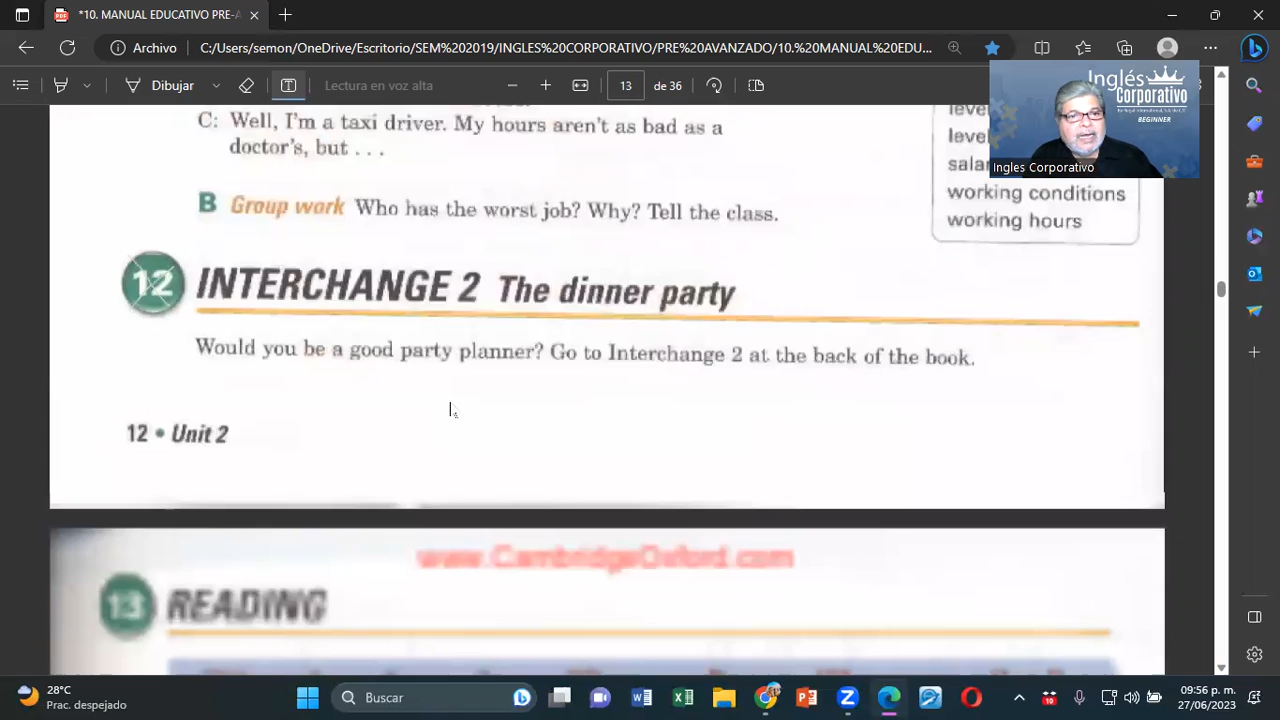 *10. MANUAL EDUCATIVO PRE-A
Archivo
C:/Users/semon/OneDrive/Escritorio/SEM%202019/INGLES%20CORPORATIVO/PRE%20AVANZADO/10.%20MANUAL%20EDU...
Dibujar
Lectura en voz alta
13
de 36
Inglés
Corporativo
BEGINNER
Ingles Corporativo
C: Well, I'm a taxi driver. My hours aren't as bad as a
doctor's, but . . .
level
level
salar
working conditions
working hours
B Group work Who has the worst job? Why? Tell the class.
12 INTERCHANGE 2 The dinner party
Would you be a good party planner? Go to Interchange 2 at the back of the book.
12 • Unit 2
www.CambridgeOxford.com
13 READING
28°C
Prac. despejado
Buscar
10
09:56 p. m.
27/06/2023